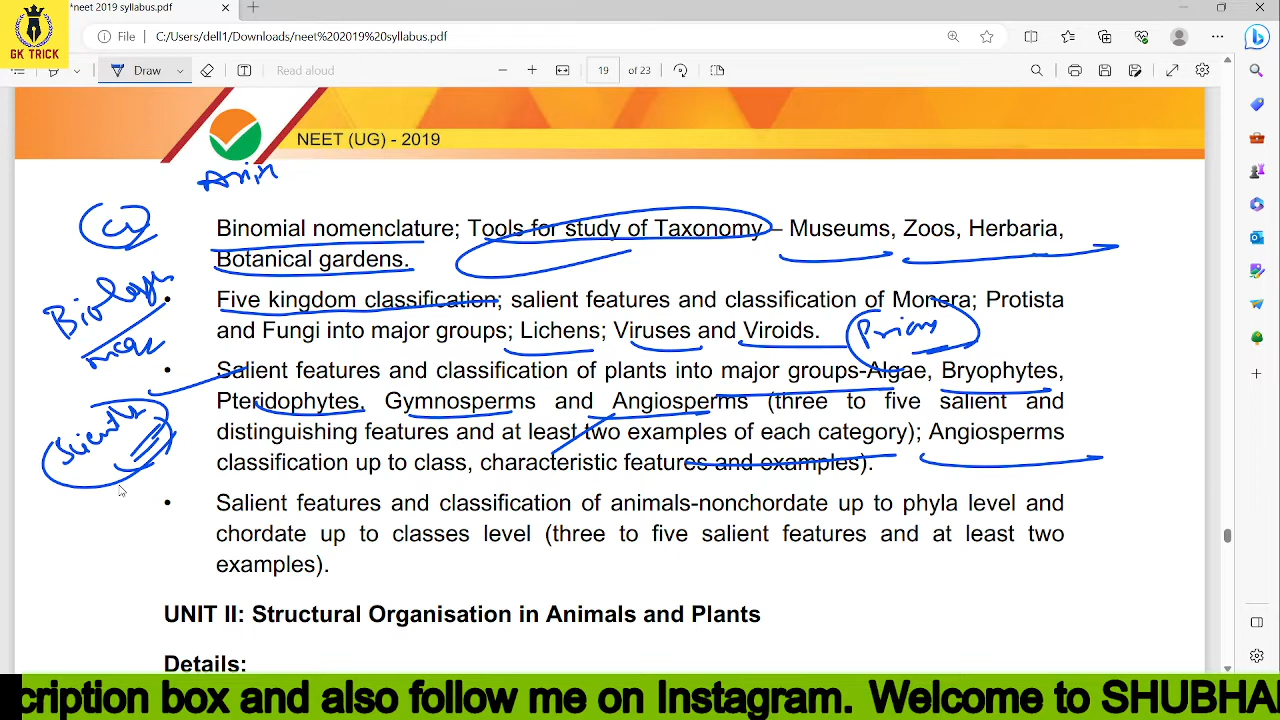 *neet 2019 syllabus.pdf
GK TRICK
File
C:/Users/dell1/Downloads/neet%202019%20syllabus.pdf
Draw
Read aloud
19 of 23
NEET (UG) - 2019
Binomial nomenclature; Tools for study of Taxonomy – Museums, Zoos, Herbaria,
Botanical gardens.
Biology
• Five kingdom classification; salient features and classification of Monera; Protista
and Fungi into major groups; Lichens; Viruses and Viroids.
Prions
• Salient features and classification of plants into major groups-Algae, Bryophytes,
Pteridophytes, Gymnosperms and Angiosperms (three to five salient and
distinguishing features and at least two examples of each category); Angiosperms
classification up to class, characteristic features and examples).
• Salient features and classification of animals-nonchordate up to phyla level and
chordate up to classes level (three to five salient features and at least two
examples).
UNIT II: Structural Organisation in Animals and Plants
Details:
cription box and also follow me on Instagram. Welcome to SHUBHA